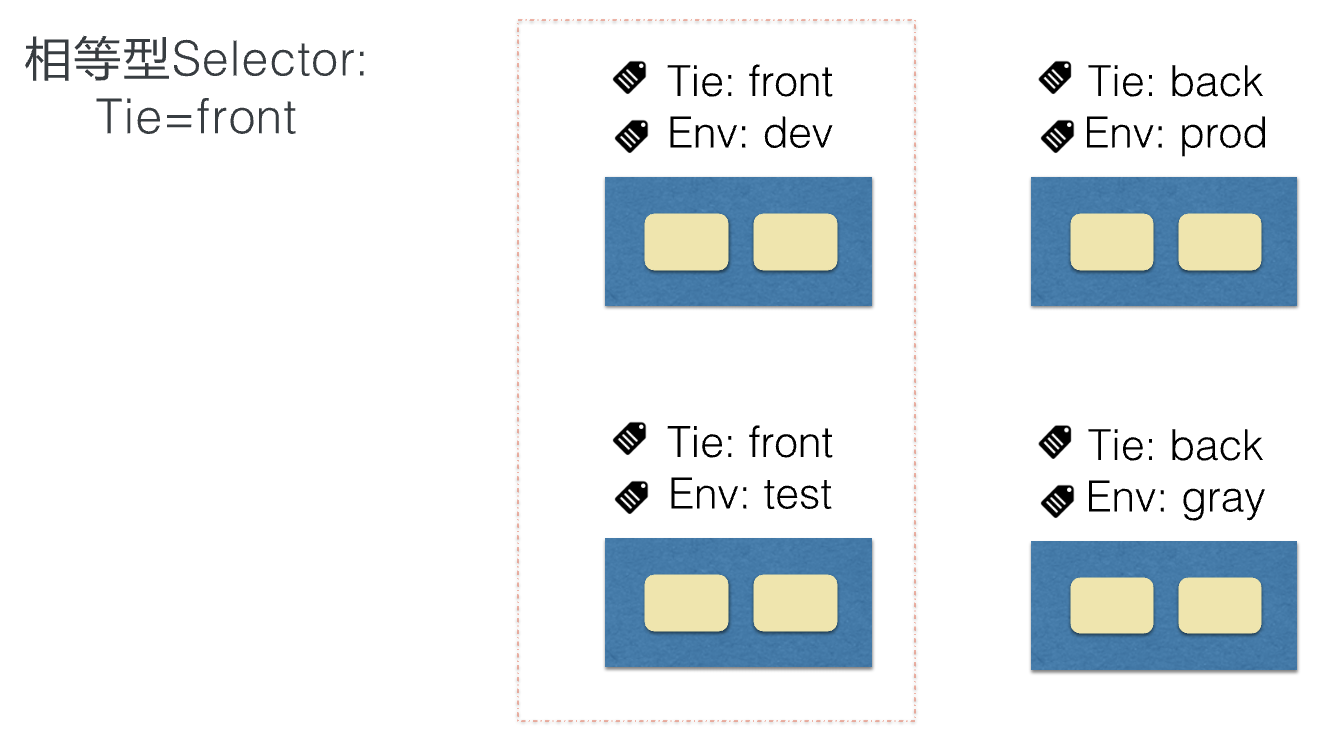 相等型Selector:
Tie=front
Tie: front
Env: dev
Tie: back
Env: prod
Tie: front
Env: test
Tie: back
Env: gray